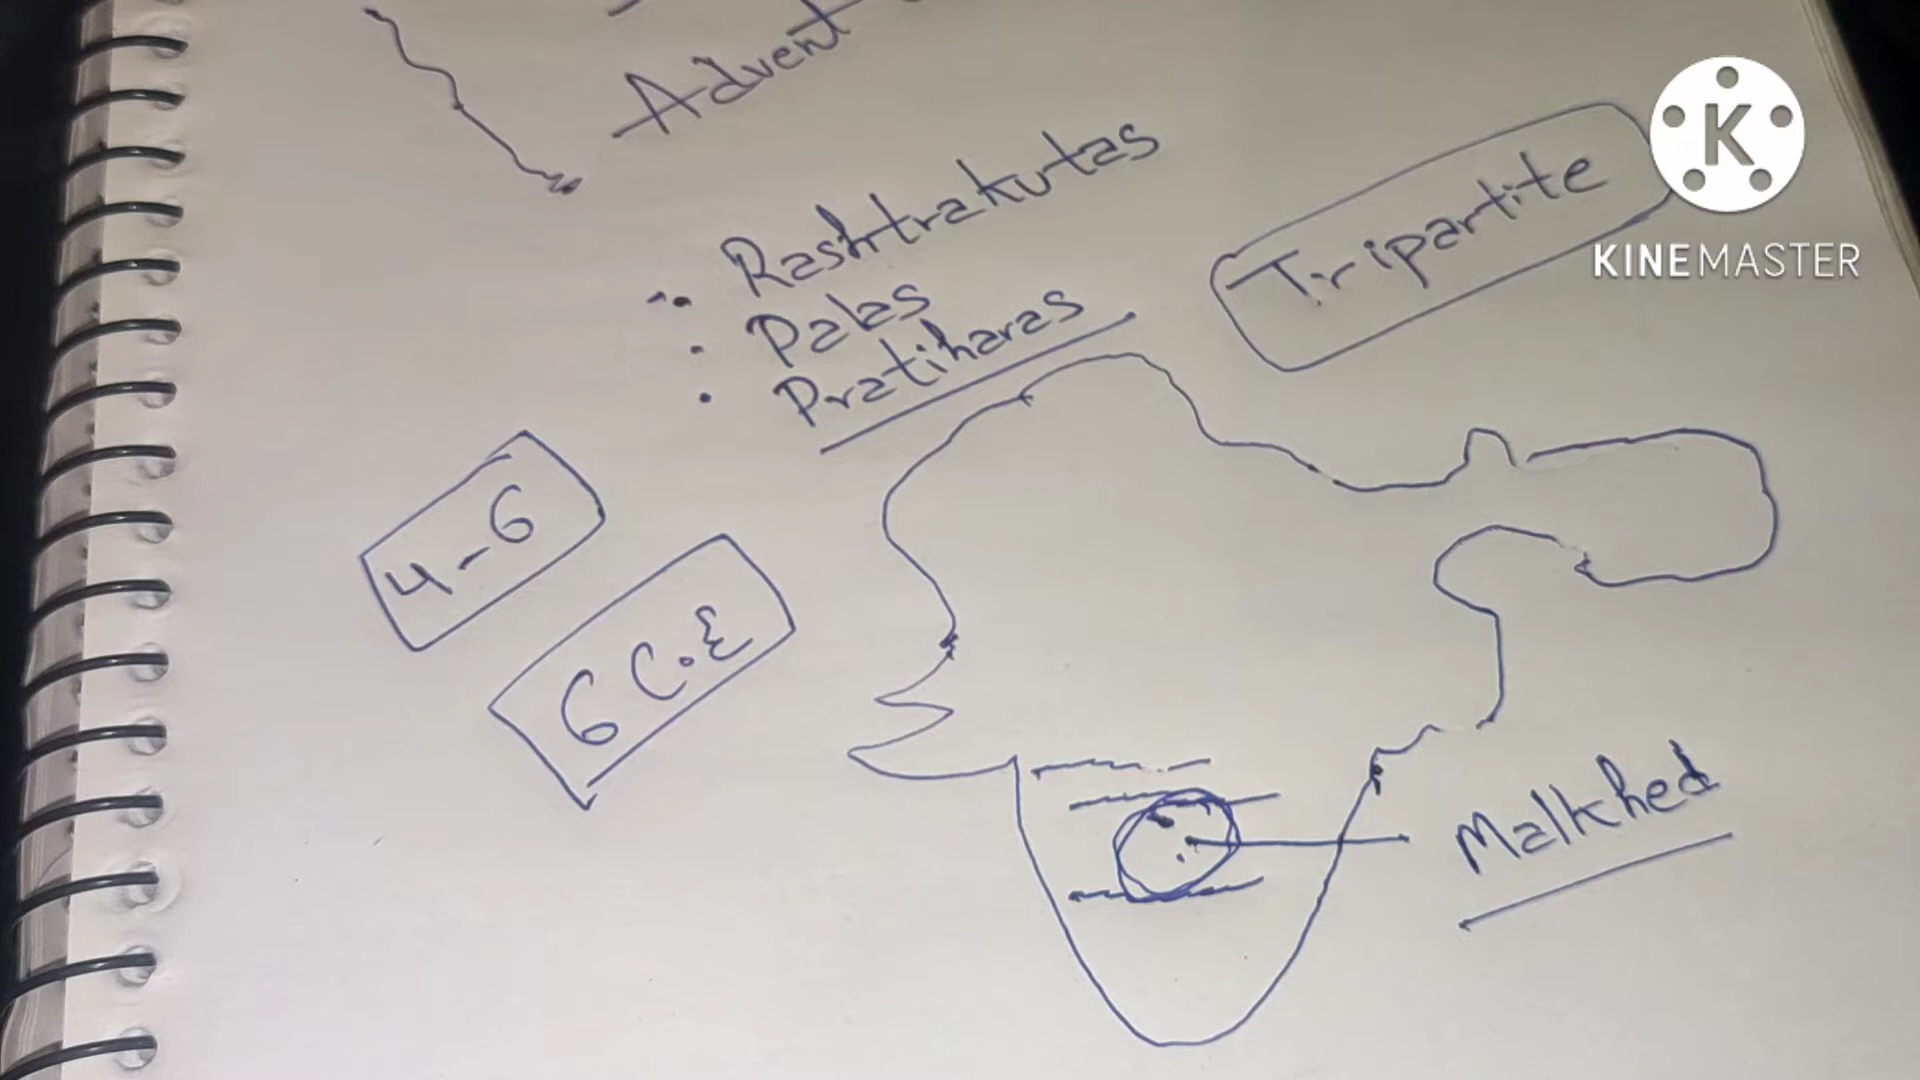 Advent
Rashtrakutas
Palas
Pratiharas
Tripartite
K
KINEMASTER
4-6
6 C.E
Malkhed